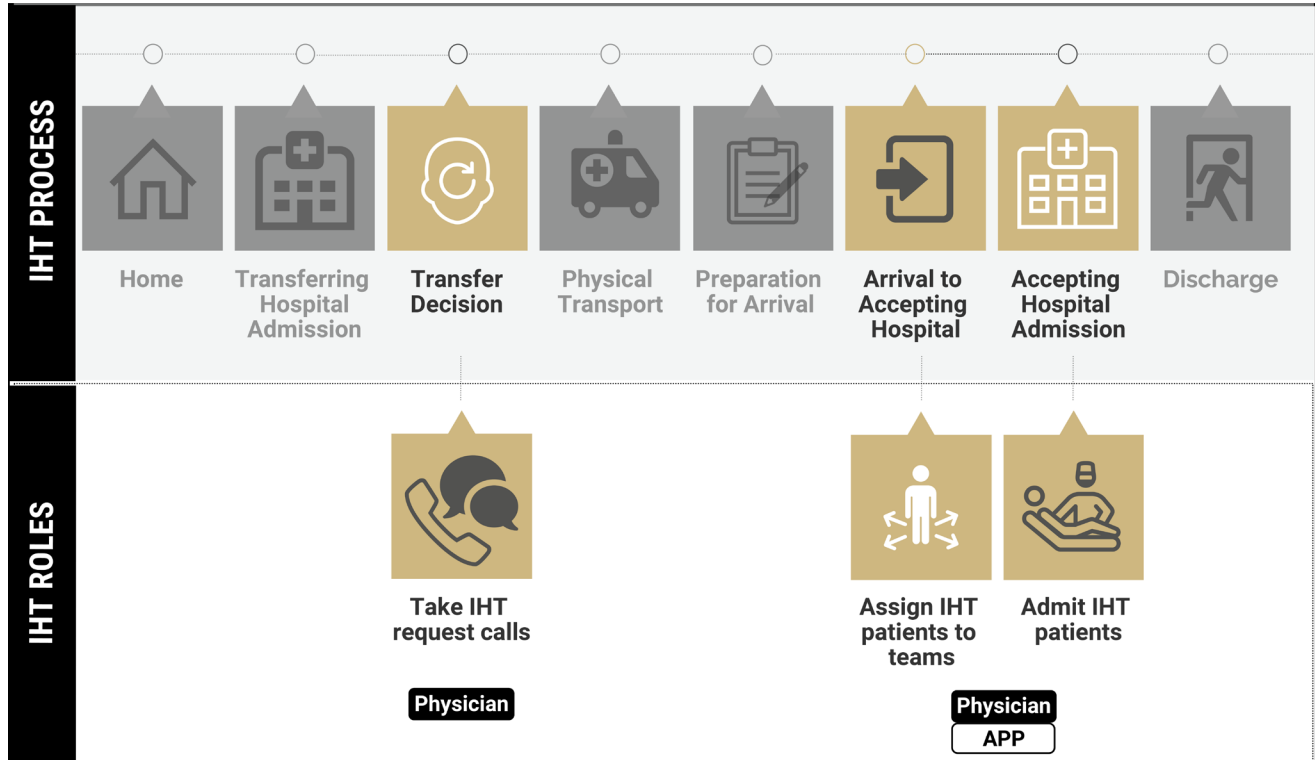 IHT PROCESS
Home
Transferring
Hospital
Admission
Transfer
Decision
Physical
Transport
Preparation
for Arrival
Arrival to
Accepting
Hospital
Accepting
Hospital
Admission
Discharge
IHT ROLES
Take IHT
request calls
Physician
Assign IHT
patients to
teams
Admit IHT
patients
Physician
APP